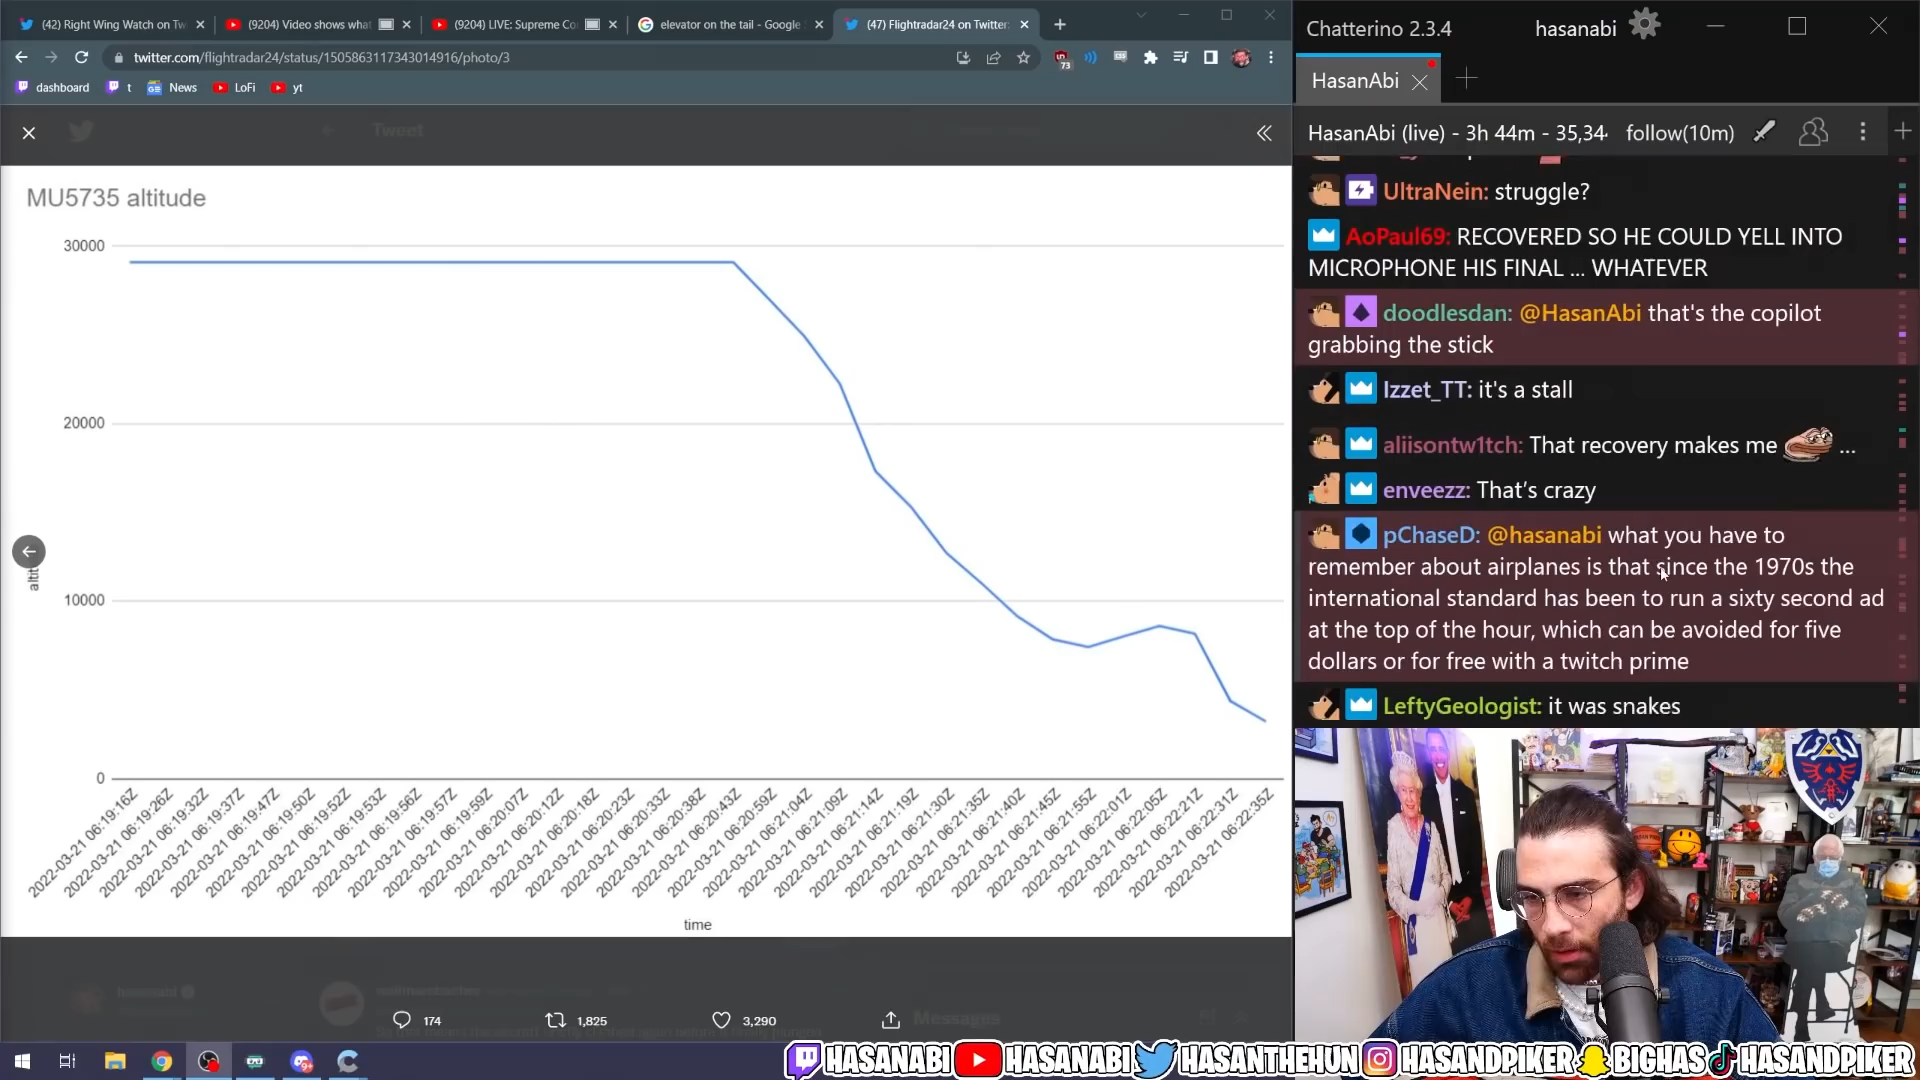 (42) Right Wing Watch on Tw
(9204) Video shows what
(9204) LIVE: Supreme Co
elevator on the tail - Google
(47) Flightradar24 on Twitter:
twitter.com/flightradar24/status/1505863117343014916/photo/3
73
dashboard
t
News
LoFi
yt
Tweet
MU5735 altitude
30000
20000
10000
0
altit
2022-03-21 06:19:16Z
2022-03-21 06:19:26Z
2022-03-21 06:19:32Z
2022-03-21 06:19:37Z
2022-03-21 06:19:47Z
2022-03-21 06:19:50Z
2022-03-21 06:19:52Z
2022-03-21 06:19:53Z
2022-03-21 06:19:56Z
2022-03-21 06:19:57Z
2022-03-21 06:19:59Z
2022-03-21 06:20:07Z
2022-03-21 06:20:12Z
2022-03-21 06:20:18Z
2022-03-21 06:20:23Z
2022-03-21 06:20:33Z
2022-03-21 06:20:38Z
2022-03-21 06:20:43Z
2022-03-21 06:20:59Z
2022-03-21 06:21:04Z
2022-03-21 06:21:09Z
2022-03-21 06:21:14Z
2022-03-21 06:21:19Z
2022-03-21 06:21:30Z
2022-03-21 06:21:35Z
2022-03-21 06:21:40Z
2022-03-21 06:21:45Z
2022-03-21 06:21:55Z
2022-03-21 06:22:01Z
2022-03-21 06:22:05Z
2022-03-21 06:22:21Z
2022-03-21 06:22:31Z
2022-03-21 06:22:35Z
time
174
1,825
3,290
Messages
Chatterino 2.3.4
hasanabi
HasanAbi
HasanAbi (live) - 3h 44m - 35,34
follow(10m)
UltraNein: struggle?
AoPaul69: RECOVERED SO HE COULD YELL INTO
MICROPHONE HIS FINAL ... WHATEVER
doodlesdan: @HasanAbi that's the copilot
grabbing the stick
Izzet_TT: it's a stall
aliisontw1tch: That recovery makes me ...
enveezz: That's crazy
pChaseD: @hasanabi what you have to
remember about airplanes is that since the 1970s the
international standard has been to run a sixty second ad
at the top of the hour, which can be avoided for five
dollars or for free with a twitch prime
LeftyGeologist: it was snakes
HASANABI
HASANABI
HASANTHEHUN
HASANDPIKER
BIGHAS
HASANDPIKER